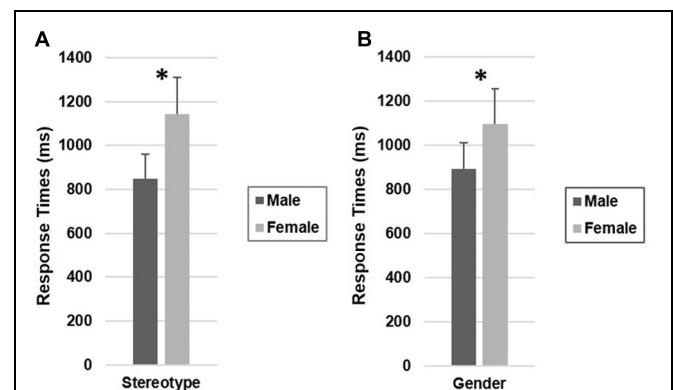 A
Response Times (ms)
1400
1200
1000
800
600
400
200
0
*
Stereotype
Male
Female
B
Response Times (ms)
1400
1200
1000
800
600
400
200
0
*
Gender
Male
Female